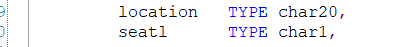 location TYPE char20,
seatl TYPE char1,